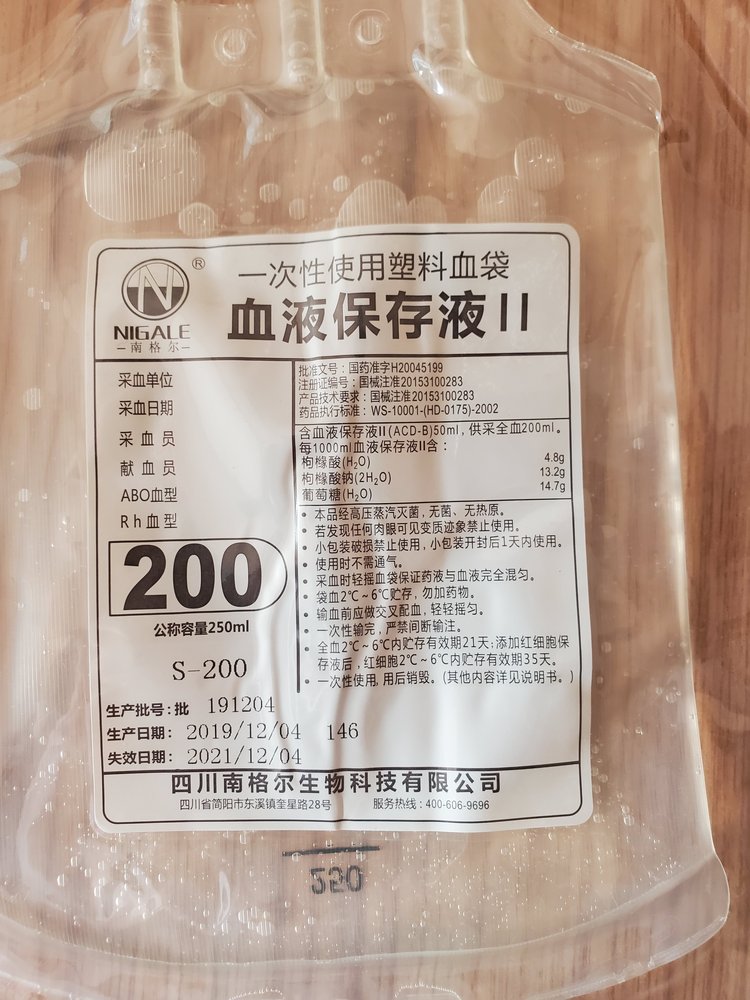 ®
NIGALE
南格尔
一次性使用塑料血袋
血液保存液II
采血单位
采血日期
采血员
献血员
ABO血型
Rh血型
200
公称容量250ml
S-200
批准文号：国药准字H20045199
注册证编号：国械注准20153100283
产品技术要求：国械注准20153100283
药品执行标准：WS-10001-(HD-0175)-2002
含血液保存液II(ACD-B)50ml，供采全血200ml。
每1000ml血液保存液II含：
枸橼酸(H₂O) 4.8g
枸橼酸钠(2H₂O) 13.2g
葡萄糖(H₂O) 14.7g
• 本品经高压蒸汽灭菌，无菌、无热原。
• 若发现任何肉眼可见变质迹象禁止使用。
• 小包装破损禁止使用，小包装开封后1天内使用。
• 使用时不需通气。
• 采血时轻摇血袋保证药液与血液完全混匀。
• 袋血2℃~6℃贮存，勿加药物。
• 输血前应做交叉配血，轻轻摇匀。
• 一次性输完，严禁间断输注。
• 全血2℃~6℃内贮存有效期21天；添加红细胞保
存液后，红细胞2℃~6℃内贮存有效期35天。
• 一次性使用，用后销毁。(其他内容详见说明书。)
生产批号：批 191204
生产日期：2019/12/04 146
失效日期：2021/12/04
四川南格尔生物科技有限公司
四川省简阳市东溪镇奎星路28号 服务热线：400-606-9696
250